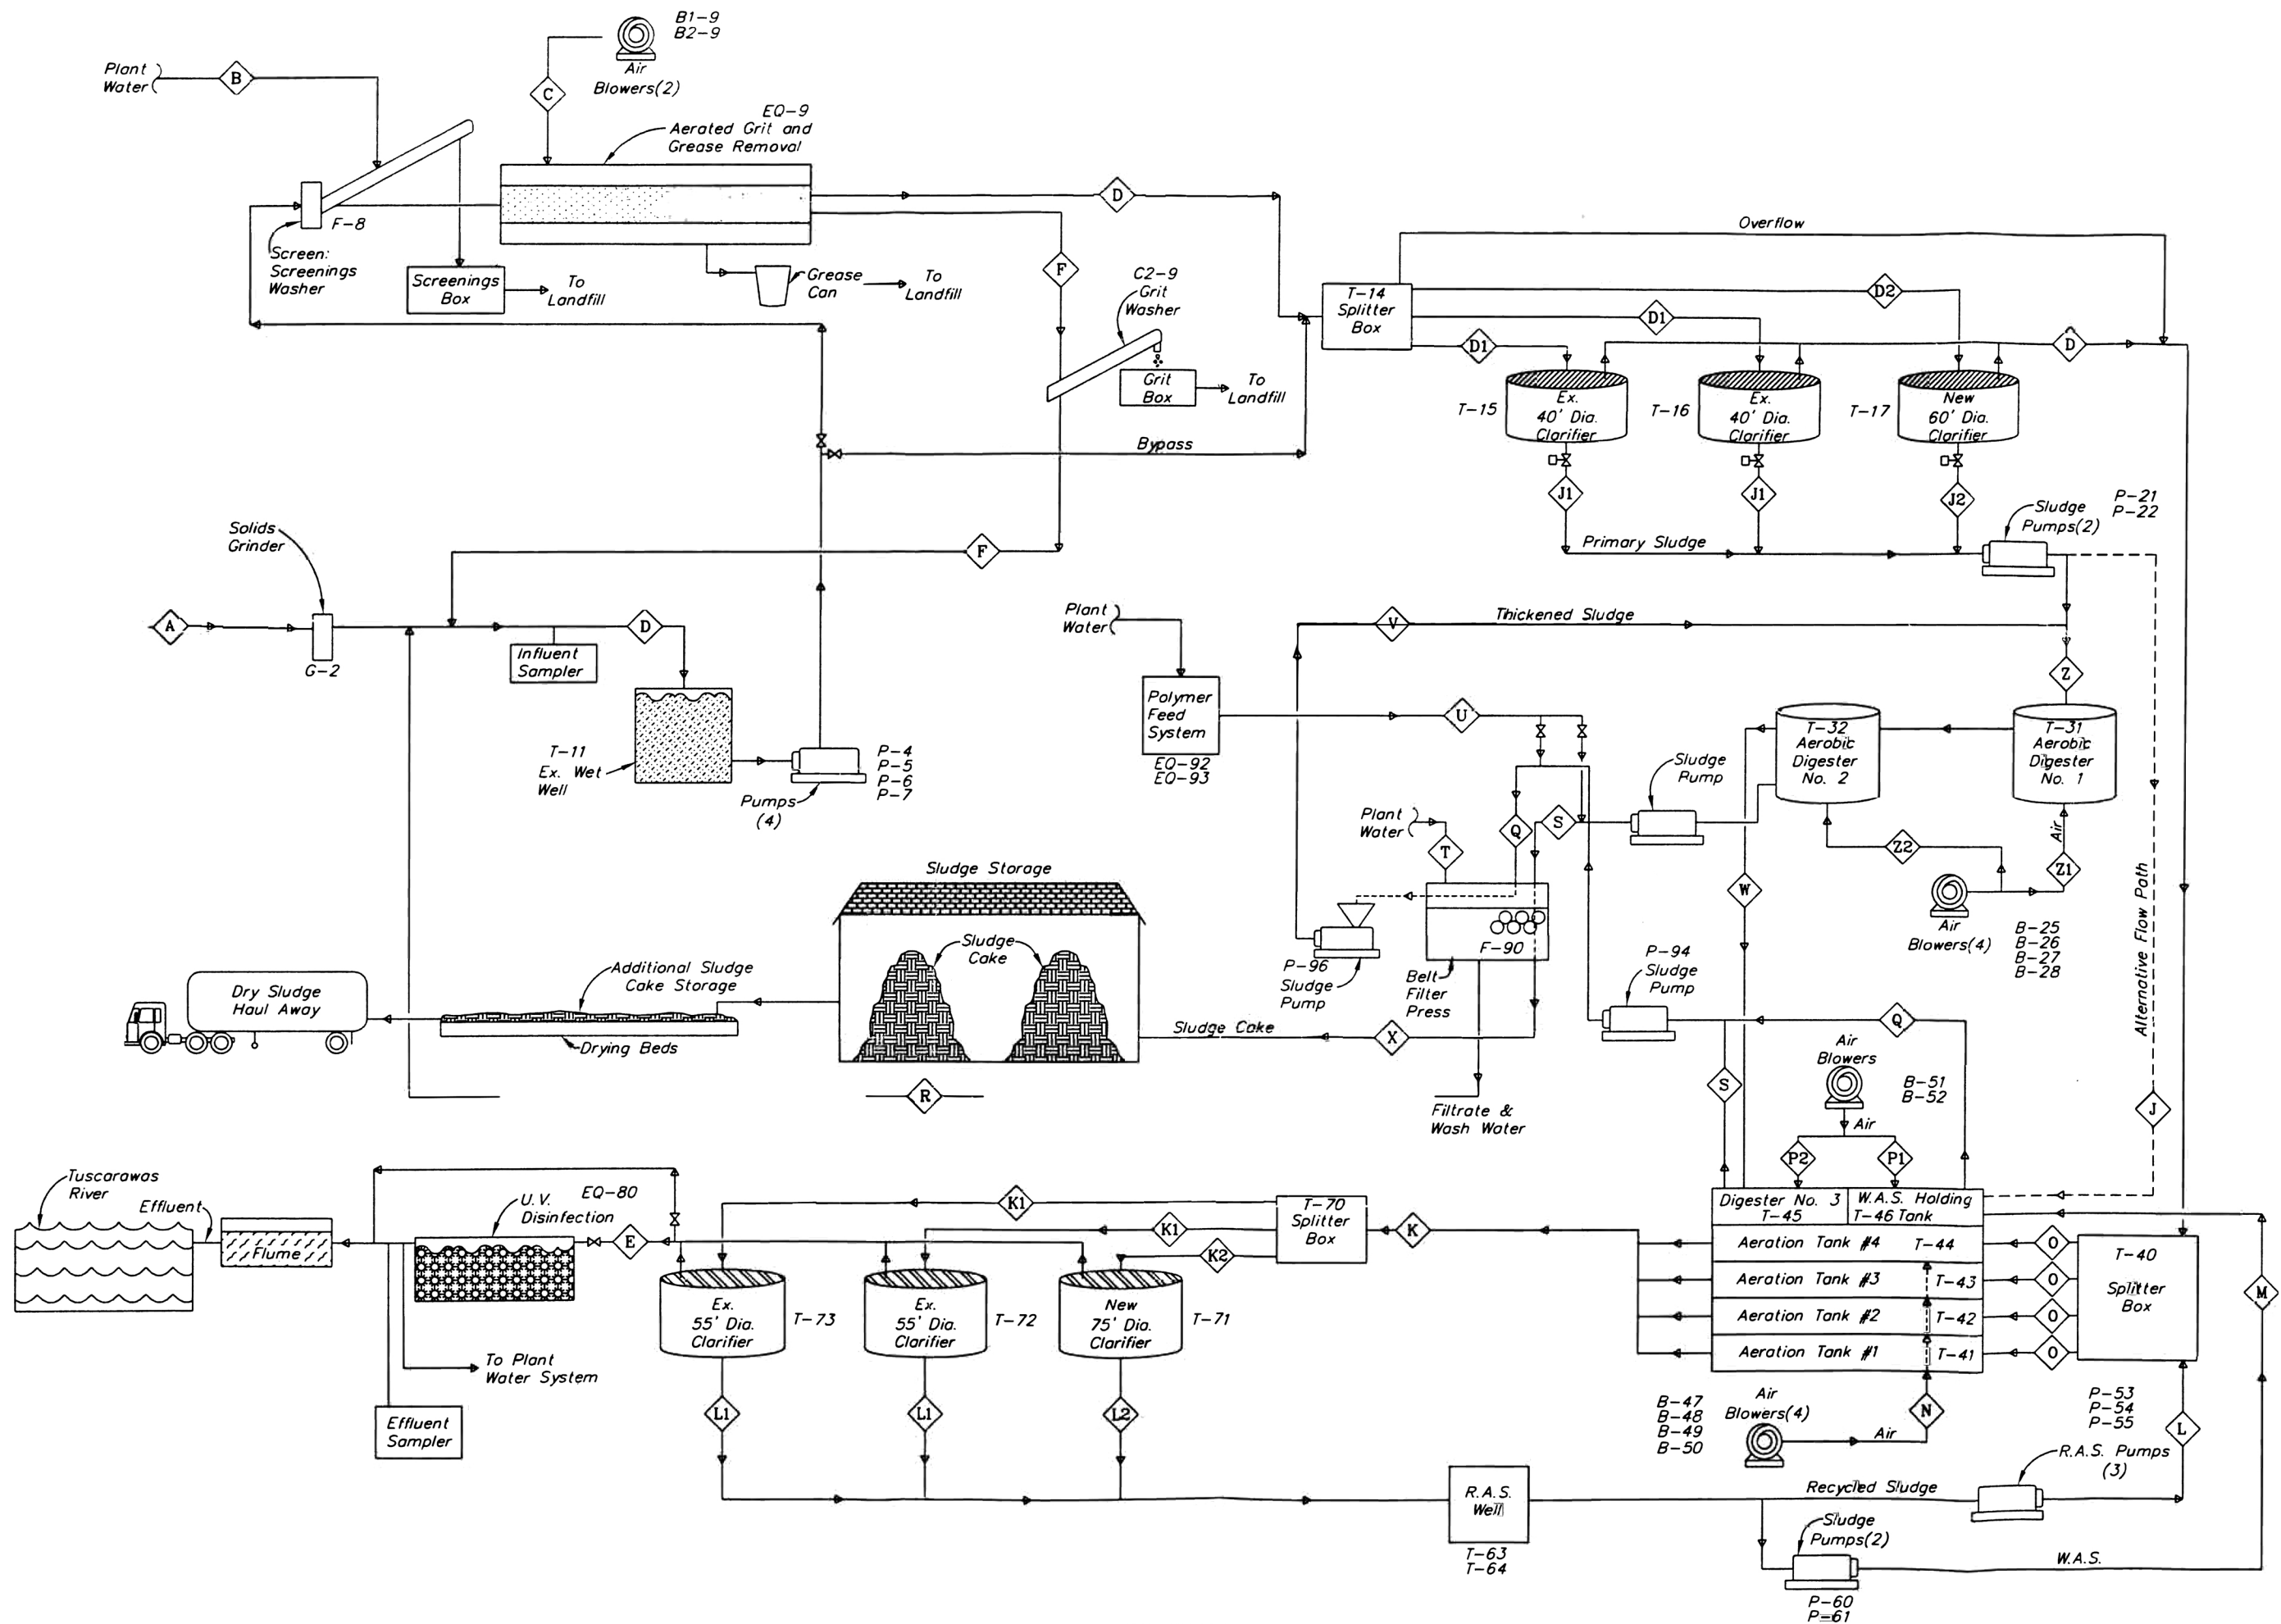 B1-9
B2-9
Plant
Water
B
C
Air
Blowers(2)
EQ-9
Aerated Grit and
Grease Removal
F-8
Screen:
Screenings
Washer
Screenings
Box
To
Landfill
Grease
Can
To
Landfill
D
F
C2-9
Grit
Washer
Grit
Box
To
Landfill
Bypass
Overflow
T-14
Splitter
Box
D2
D1
D1
D
T-15
Ex.
40' Dia.
Clarifier
T-16
Ex.
40' Dia.
Clarifier
T-17
New
60' Dia.
Clarifier
J1
J1
J2
Primary Sludge
Sludge
Pumps(2)
P-21
P-22
Solids
Grinder
A
G-2
F
Influent
Sampler
D
T-11
Ex. Wet
Well
Pumps
(4)
P-4
P-5
P-6
P-7
Plant
Water
Polymer
Feed
System
EQ-92
EQ-93
V
Thickened Sludge
U
Z
T-32
Aerobic
Digester
No. 2
T-31
Aerobic
Digester
No. 1
Sludge
Pump
Plant
Water
T
Q
S
W
Z2
Air
Z1
Air
Blowers(4)
B-25
B-26
B-27
B-28
Alternative Flow Path
J
Sludge Storage
Sludge
Cake
Additional Sludge
Cake Storage
Dry Sludge
Haul Away
Drying Beds
Sludge Cake
X
R
P-96
Sludge
Pump
F-90
Belt
Filter
Press
Filtrate &
Wash Water
P-94
Sludge
Pump
Q
S
Air
Blowers
B-51
B-52
Air
P2
P1
Digester No. 3
T-45
W.A.S. Holding
T-46 Tank
Aeration Tank #4
T-44
Aeration Tank #3
T-43
Aeration Tank #2
T-42
Aeration Tank #1
T-41
O
O
O
O
T-40
Splitter
Box
M
L
N
Air
Blowers(4)
B-47
B-48
B-49
B-50
Air
P-53
P-54
P-55
R.A.S. Pumps
(3)
Tuscarawas
River
Effluent
Flume
U.V.
Disinfection
EQ-80
E
To Plant
Water System
Effluent
Sampler
K1
K1
K2
K
T-70
Splitter
Box
Ex.
55' Dia.
Clarifier
T-73
Ex.
55' Dia.
Clarifier
T-72
New
75' Dia.
Clarifier
T-71
L1
L1
L2
R.A.S.
Well
T-63
T-64
Recycled Sludge
Sludge
Pumps(2)
P-60
P-61
W.A.S.